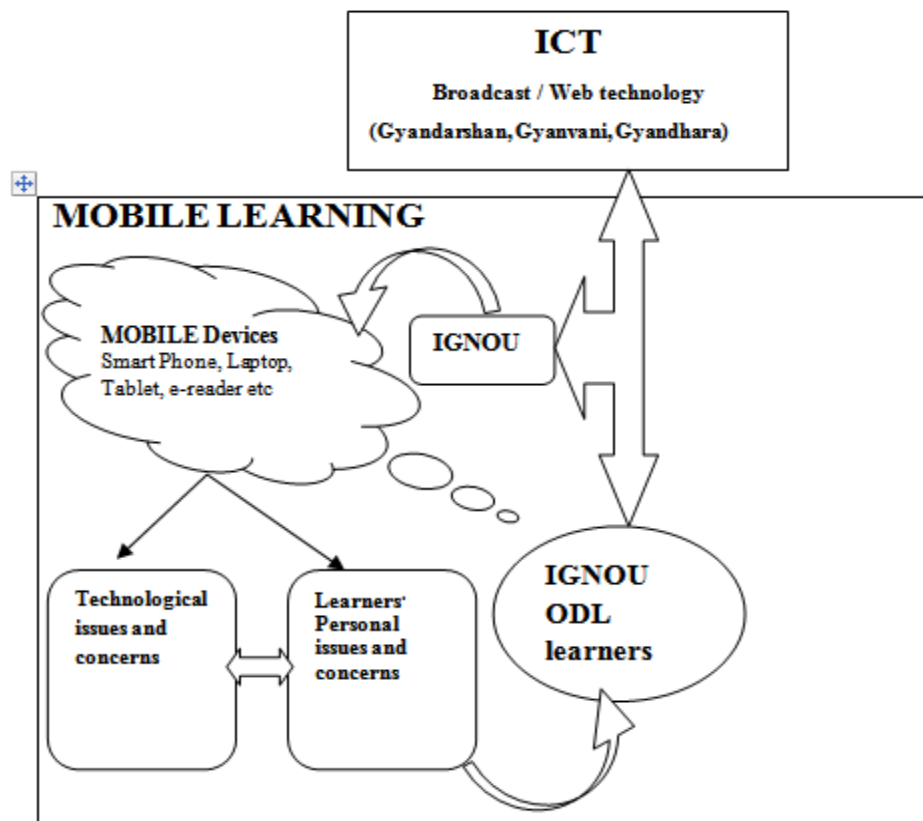 ICT
Broadcast / Web technology
(Gyandarshan,Gyanvani,Gyandhara)
MOBILE LEARNING
MOBILE Devices
Smart Phone, Laptop,
Tablet, e-reader etc
IGNOU
Technological
issues and
concerns
Learners'
Personal
issues and
concerns
IGNOU
ODL
learners